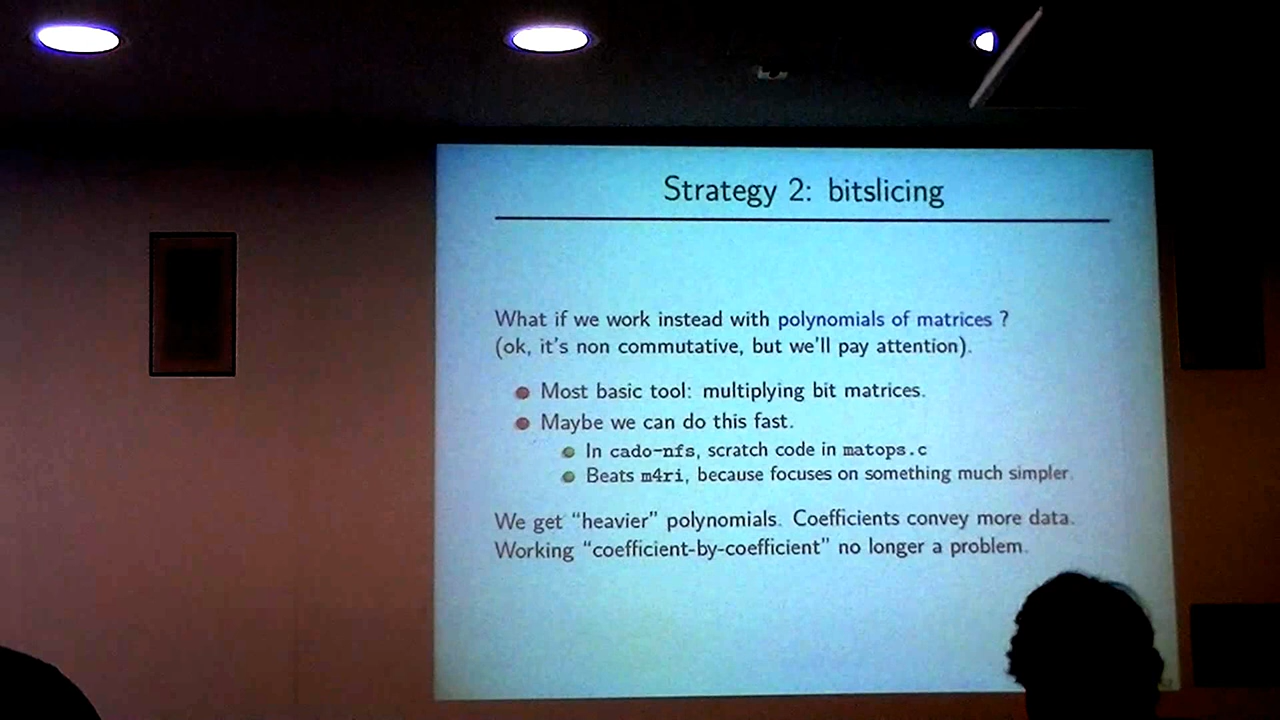 Strategy 2: bitslicing
What if we work instead with polynomials of matrices ?
(ok, it's non commutative, but we'll pay attention).
Most basic tool: multiplying bit matrices.
Maybe we can do this fast.
In cado-nfs, scratch code in matops.c
Beats m4ri, because focuses on something much simpler.
We get “heavier” polynomials. Coefficients convey more data.
Working “coefficient-by-coefficient” no longer a problem.